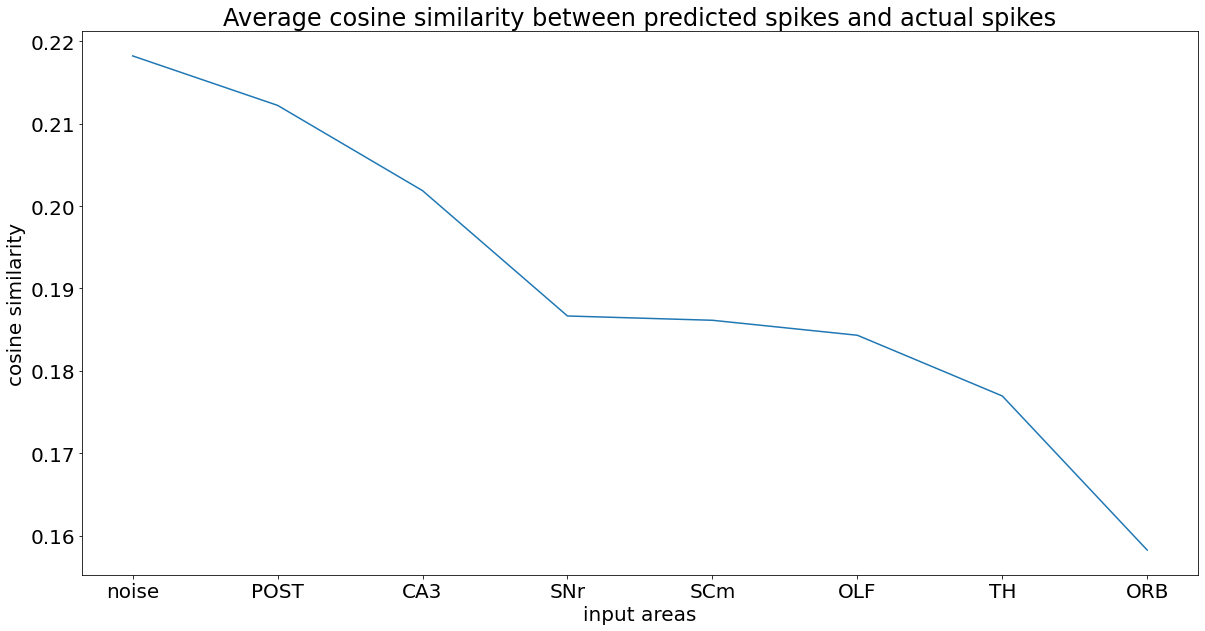 Average cosine similarity between predicted spikes and actual spikes
0.22
0.21
0.20
0.19
0.18
0.17
0.16
cosine similarity
noise POST CA3 SNr SCm OLF TH ORB
input areas